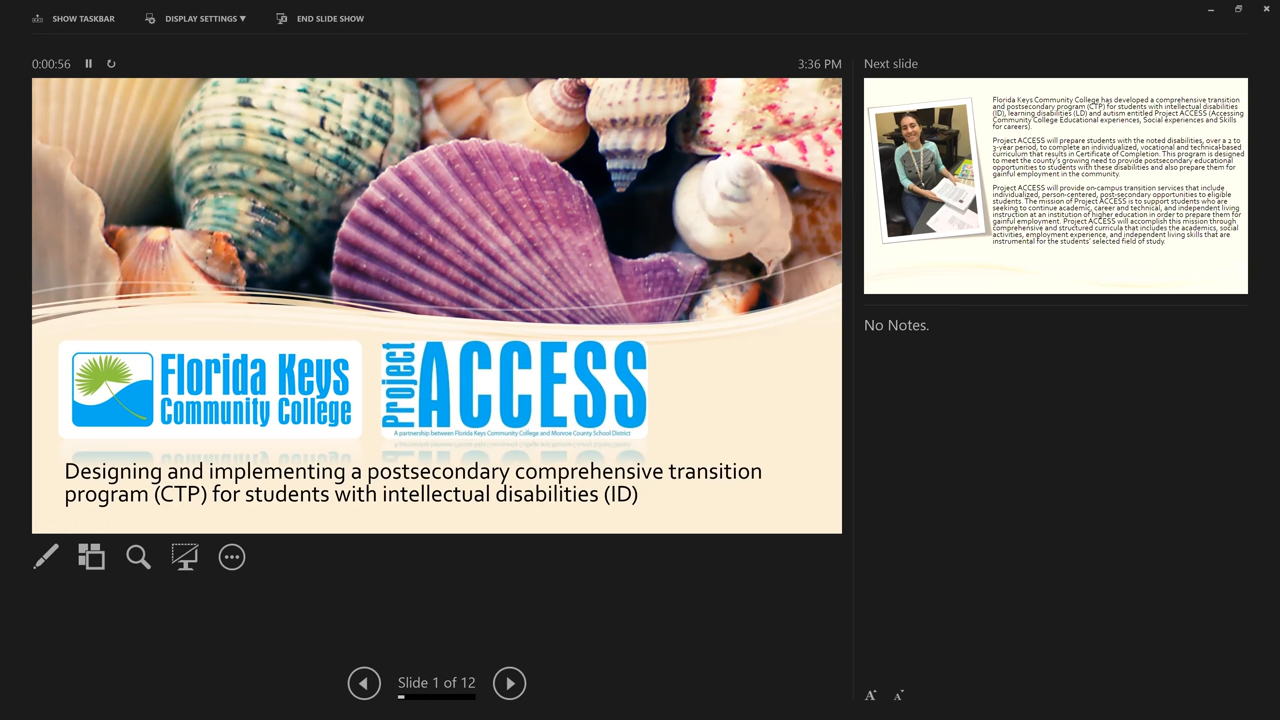 SHOW TASKBAR
DISPLAY SETTINGS ▼
END SLIDE SHOW
0:00:56
3:36 PM
Florida Keys
Community College
Project
ACCESS
A partnership between Florida Keys Community College and Monroe County School District
Designing and implementing a postsecondary comprehensive transition
program (CTP) for students with intellectual disabilities (ID)
Slide 1 of 12
Next slide
Florida Keys Community College has developed a comprehensive transition
and postsecondary program (CTP) for students with intellectual disabilities
(ID), learning disabilities (LD) and autism entitled Project ACCESS (Accessing
Community College Educational experiences, Social experiences and Skills
for careers).
Project ACCESS will prepare students with the noted disabilities, over a 2 to
3-year period, to complete an individualized, vocational and technical-based
curriculum that results in Certificate of Completion. This program is designed
to meet the county's growing need to provide postsecondary educational
opportunities to students with these disabilities and also prepare them for
gainful employment in the community.
Project ACCESS will provide on-campus transition services that include
individualized, person-centered, post-secondary opportunities to eligible
students. The mission of Project ACCESS is to support students who are
seeking to continue academic, career and technical, and independent living
instruction at an institution of higher education in order to prepare them for
gainful employment. Project ACCESS will accomplish this mission through
comprehensive and structured curricula that includes the academics, social
activities, employment experience, and independent living skills that are
instrumental for the students' selected field of study.
No Notes.
A
A